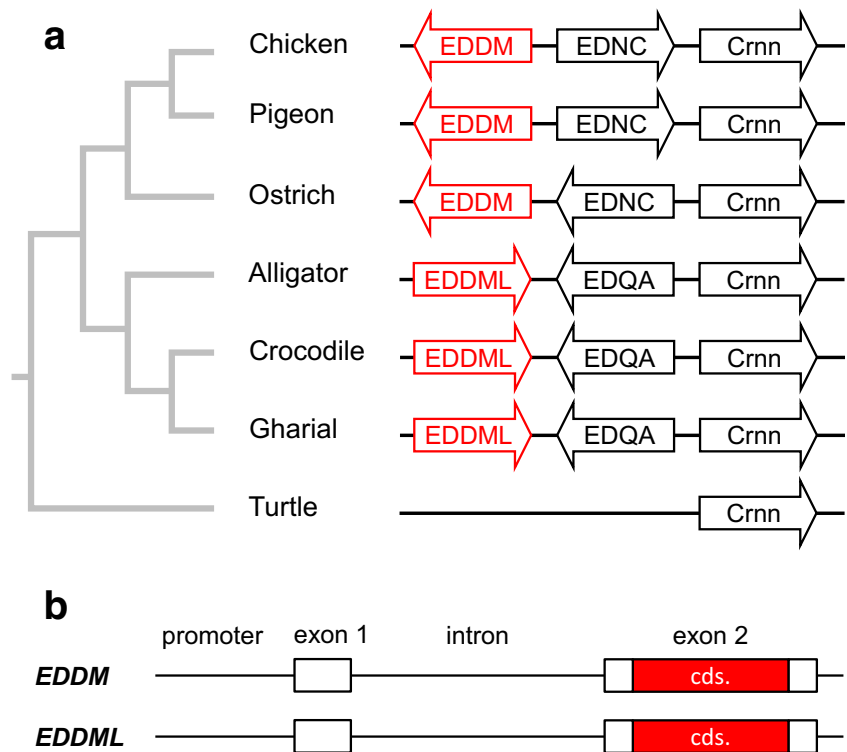 a
Chicken EDDM EDNC Crnn
Pigeon EDDM EDNC Crnn
Ostrich EDDM EDNC Crnn
Alligator EDDML EDQA Crnn
Crocodile EDDML EDQA Crnn
Gharial EDDML EDQA Crnn
Turtle Crnn
b
promoter exon 1 intron exon 2
EDDM cds.
EDDML cds.